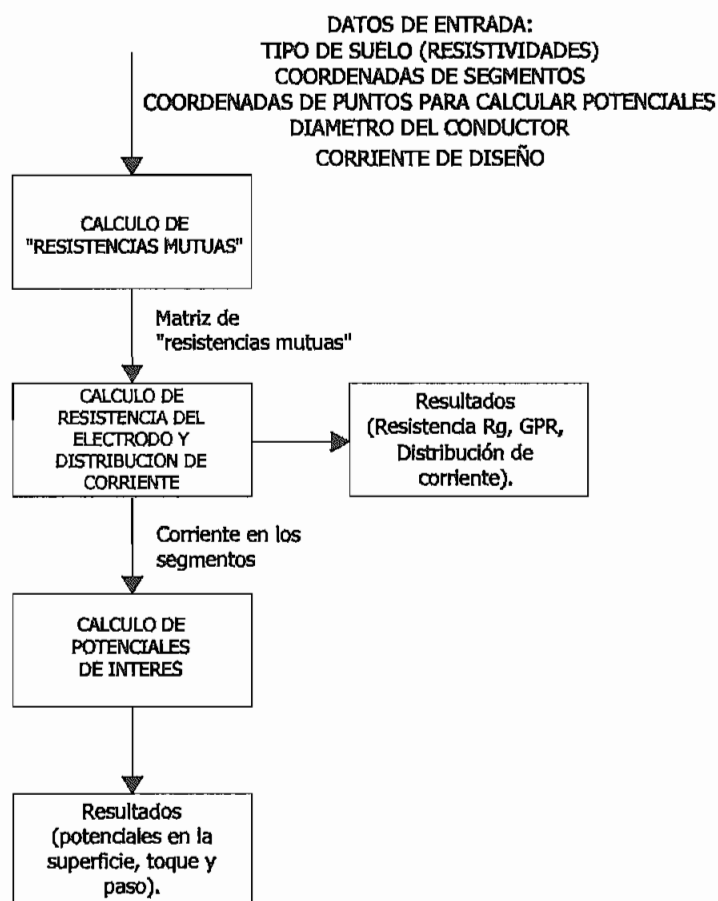 DATOS DE ENTRADA:
TIPO DE SUELO (RESISTIVIDADES)
COORDENADAS DE SEGMENTOS
COORDENADAS DE PUNTOS PARA CALCULAR POTENCIALES
DIAMETRO DEL CONDUCTOR
CORRIENTE DE DISEÑO
CALCULO DE
"RESISTENCIAS MUTUAS"
Matriz de
"resistencias mutuas"
CALCULO DE
RESISTENCIA DEL
ELECTRODO Y
DISTRIBUCION DE
CORRIENTE
Resultados
(Resistencia Rg, GPR,
Distribución de
corriente).
Corriente en los
segmentos
CALCULO DE
POTENCIALES
DE INTERES
Resultados
(potenciales en la
superficie, toque y
paso).